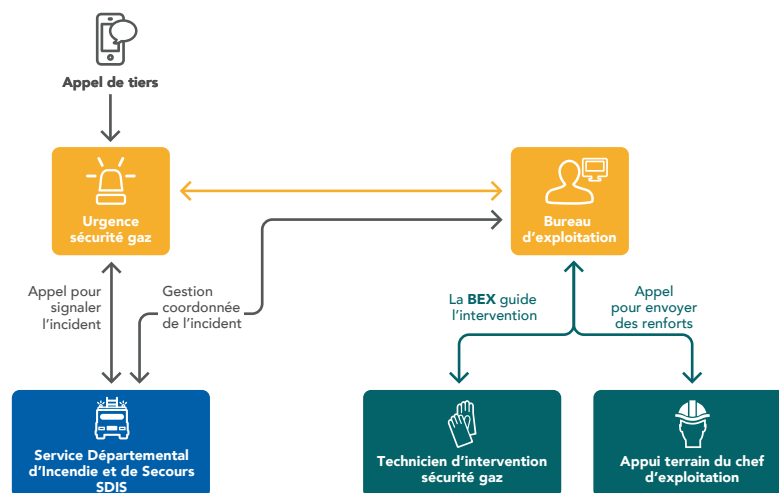 Appel de tiers
Urgence
sécurité gaz
Bureau
d'exploitation
Appel pour
signaler
l'incident
Gestion
coordonnée
de l'incident
La BEX guide
l'intervention
Appel
pour envoyer
des renforts
Service Départemental
d'Incendie et de Secours
SDIS
Technicien d'intervention
sécurité gaz
Appui terrain du chef
d'exploitation